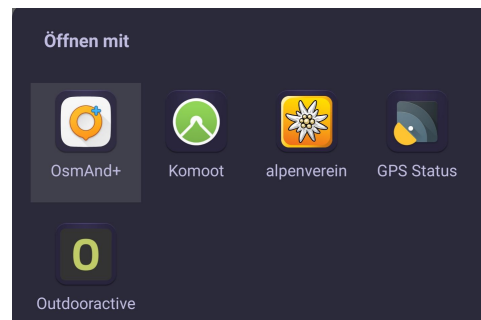 Öffnen mit
OsmAnd+ Komoot alpenverein GPS Status
Outdooractive